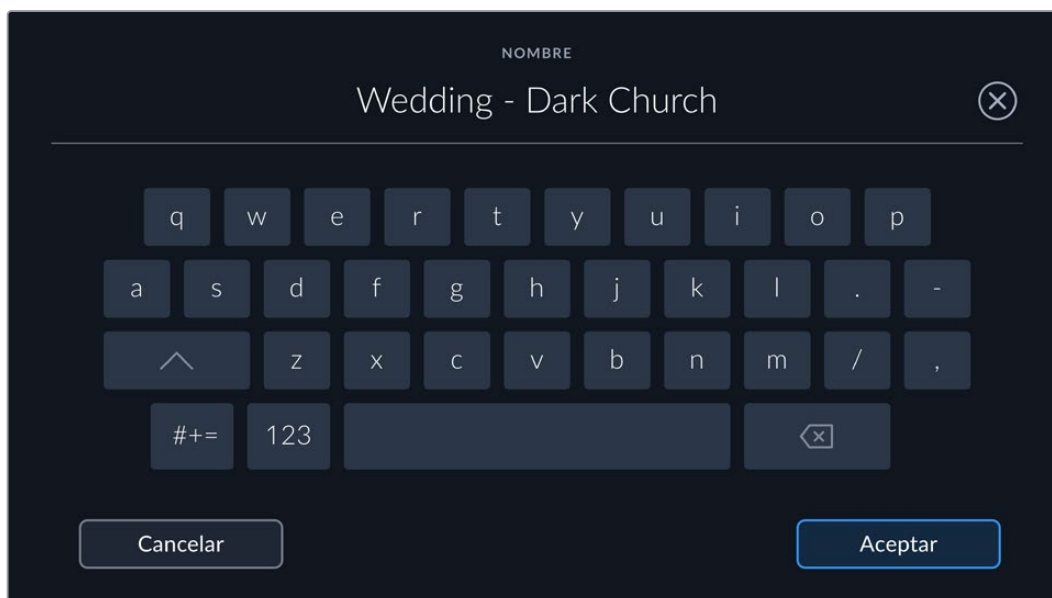 NOMBRE
Wedding - Dark Church
q w e r t y u i o p
a s d f g h j k l . -
z x c v b n m / ,
#+= 123
Cancelar Aceptar